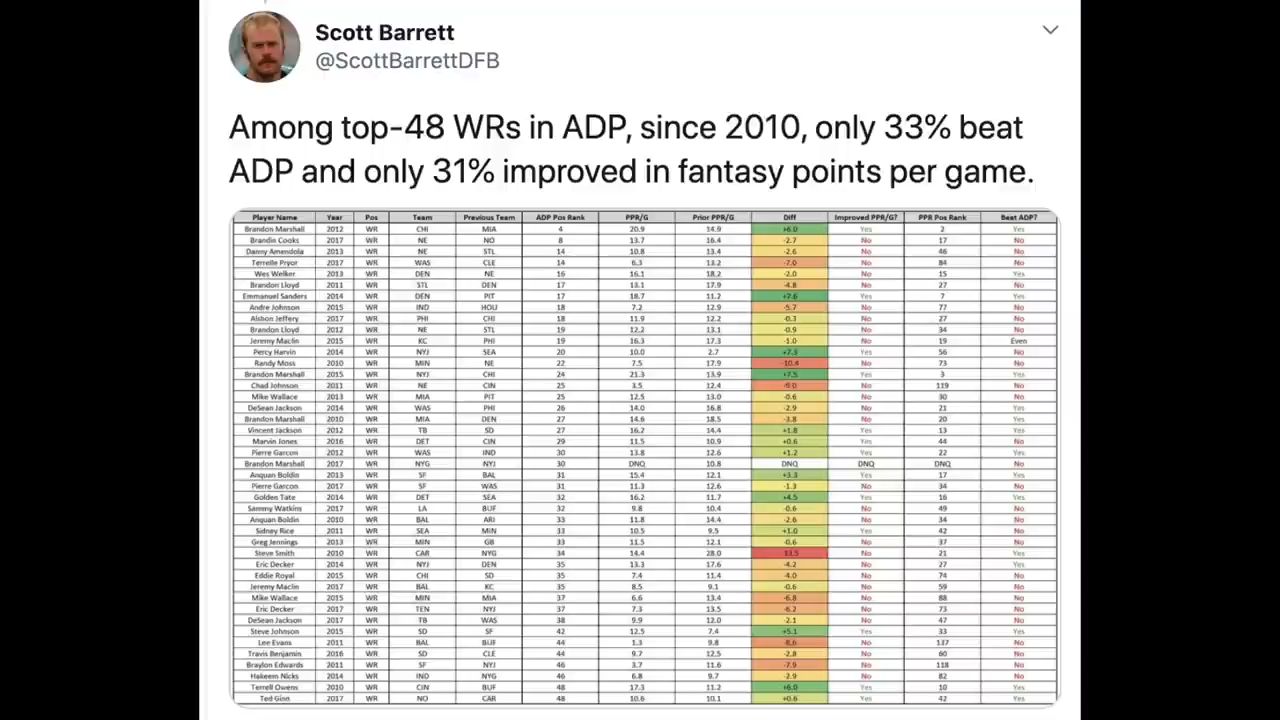 Scott Barrett
@ScottBarrettDFB
Among top-48 WRs in ADP, since 2010, only 33% beat
ADP and only 31% improved in fantasy points per game.
Player Name Year Pos Team Previous Team ADP Pos Rank PPR/G Prior PPR/G Diff Improved PPR/G? PPR Pos Rank Beat ADP?
Brandon Marshall 2012 WR CHI MIA 4 20.9 14.9 +6.0 Yes 2 Yes
Brandin Cooks 2017 WR NE NO 8 13.7 16.4 -2.7 No 17 No
Danny Amendola 2013 WR NE STL 14 10.8 13.4 -2.6 No 46 No
Terrelle Pryor 2017 WR WAS CLE 14 6.3 13.2 -7.0 No 84 No
Wes Welker 2013 WR DEN NE 16 16.1 18.2 -2.0 No 15 Yes
Brandon Lloyd 2011 WR STL DEN 17 13.1 17.9 -4.8 No 27 No
Emmanuel Sanders 2014 WR DEN PIT 17 18.7 11.2 +7.6 Yes 7 Yes
Andre Johnson 2015 WR IND HOU 18 7.2 12.9 -5.7 No 77 No
Alshon Jeffery 2017 WR PHI CHI 18 11.9 12.2 -0.3 No 27 No
Brandon Lloyd 2012 WR NE STL 19 12.2 13.1 -0.9 No 34 No
Jeremy Maclin 2015 WR KC PHI 19 16.3 17.3 -1.0 No 19 Even
Percy Harvin 2014 WR NYJ SEA 20 10.0 2.7 +7.3 Yes 56 No
Randy Moss 2010 WR MIN NE 22 7.5 17.9 -10.4 No 73 No
Brandon Marshall 2015 WR NYJ CHI 24 21.3 13.9 +7.5 Yes 3 Yes
Chad Johnson 2011 WR NE CIN 25 3.5 12.4 -9.0 No 119 No
Mike Wallace 2013 WR MIA PIT 25 12.5 13.0 -0.6 No 30 No
DeSean Jackson 2014 WR WAS PHI 26 14.0 16.8 -2.9 No 21 Yes
Brandon Marshall 2010 WR MIA DEN 27 14.6 18.5 -3.8 No 20 Yes
Vincent Jackson 2012 WR TB SD 27 16.2 14.4 +1.8 Yes 13 Yes
Marvin Jones 2016 WR DET CIN 29 11.5 10.9 +0.6 Yes 44 No
Pierre Garcon 2012 WR WAS IND 30 13.8 12.6 +1.2 Yes 22 Yes
Brandon Marshall 2017 WR NYG NYJ 30 DNQ 10.8 DNQ DNQ DNQ No
Anquan Boldin 2013 WR SF BAL 31 15.4 12.1 +3.3 Yes 17 Yes
Pierre Garcon 2017 WR SF WAS 31 11.3 12.6 -1.3 No 34 No
Golden Tate 2014 WR DET SEA 32 16.2 11.7 +4.5 Yes 16 Yes
Sammy Watkins 2017 WR LA BUF 32 9.8 10.4 -0.6 No 49 No
Anquan Boldin 2010 WR BAL ARI 33 11.8 14.4 -2.6 No 34 No
Sidney Rice 2011 WR SEA MIN 33 10.5 9.5 +1.0 Yes 42 No
Greg Jennings 2013 WR MIN GB 33 11.5 12.1 -0.6 No 37 No
Steve Smith 2010 WR CAR NYG 34 14.4 28.0 -13.5 No 21 Yes
Eric Decker 2014 WR NYJ DEN 35 13.3 17.6 -4.2 No 27 Yes
Eddie Royal 2015 WR CHI SD 35 7.4 11.4 -4.0 No 74 No
Jeremy Maclin 2017 WR BAL KC 35 8.5 9.1 -0.6 No 59 No
Mike Wallace 2015 WR MIN MIA 37 6.6 13.4 -6.8 No 88 No
Eric Decker 2017 WR TEN NYJ 37 7.3 13.5 -6.2 No 73 No
DeSean Jackson 2017 WR TB WAS 38 9.9 12.0 -2.1 No 47 No
Steve Johnson 2015 WR SD SF 42 12.5 7.4 +5.1 Yes 33 Yes
Lee Evans 2011 WR BAL BUF 44 1.3 9.8 -8.6 No 137 No
Travis Benjamin 2016 WR SD CLE 44 9.7 12.5 -2.8 No 60 No
Braylon Edwards 2011 WR SF NYJ 46 3.7 11.6 -7.9 No 118 No
Hakeem Nicks 2014 WR IND NYG 46 6.8 9.7 -2.9 No 82 No
Terrell Owens 2010 WR CIN BUF 48 17.3 11.2 +6.0 Yes 10 Yes
Ted Ginn 2017 WR NO CAR 48 10.6 10.1 +0.6 Yes 42 Yes